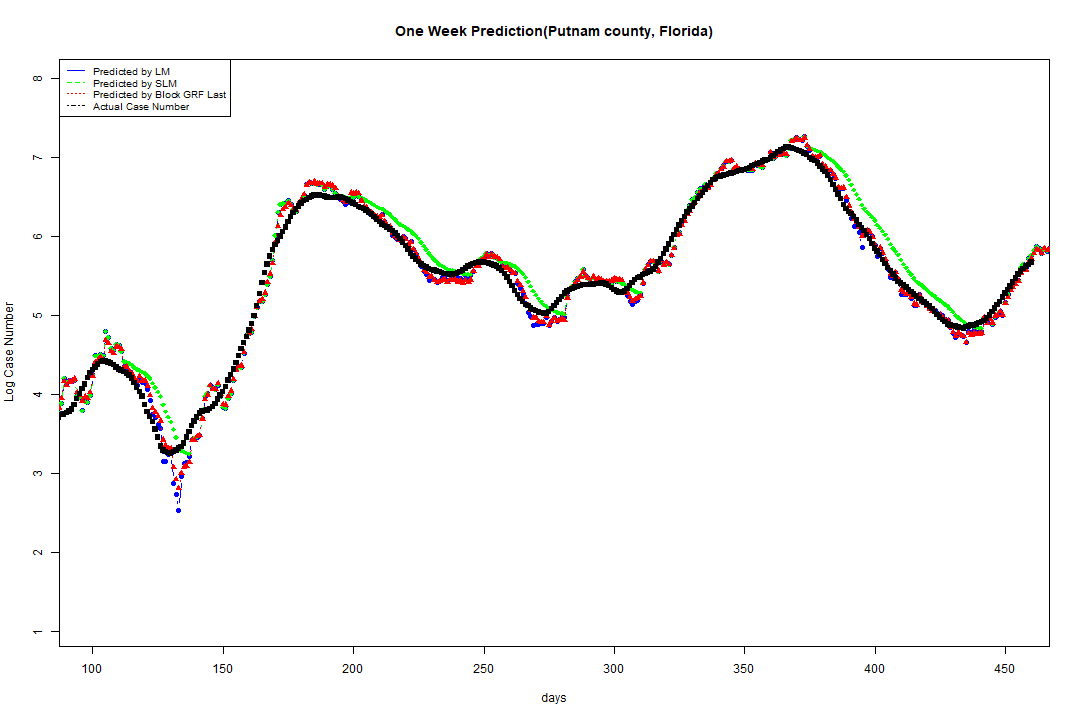 One Week Prediction(Putnam county, Florida)
Predicted by LM
Predicted by SLM
Predicted by Block GRF Last
Actual Case Number
Log Case Number
8
7
6
5
4
3
2
1
100 150 200 250 300 350 400 450
days